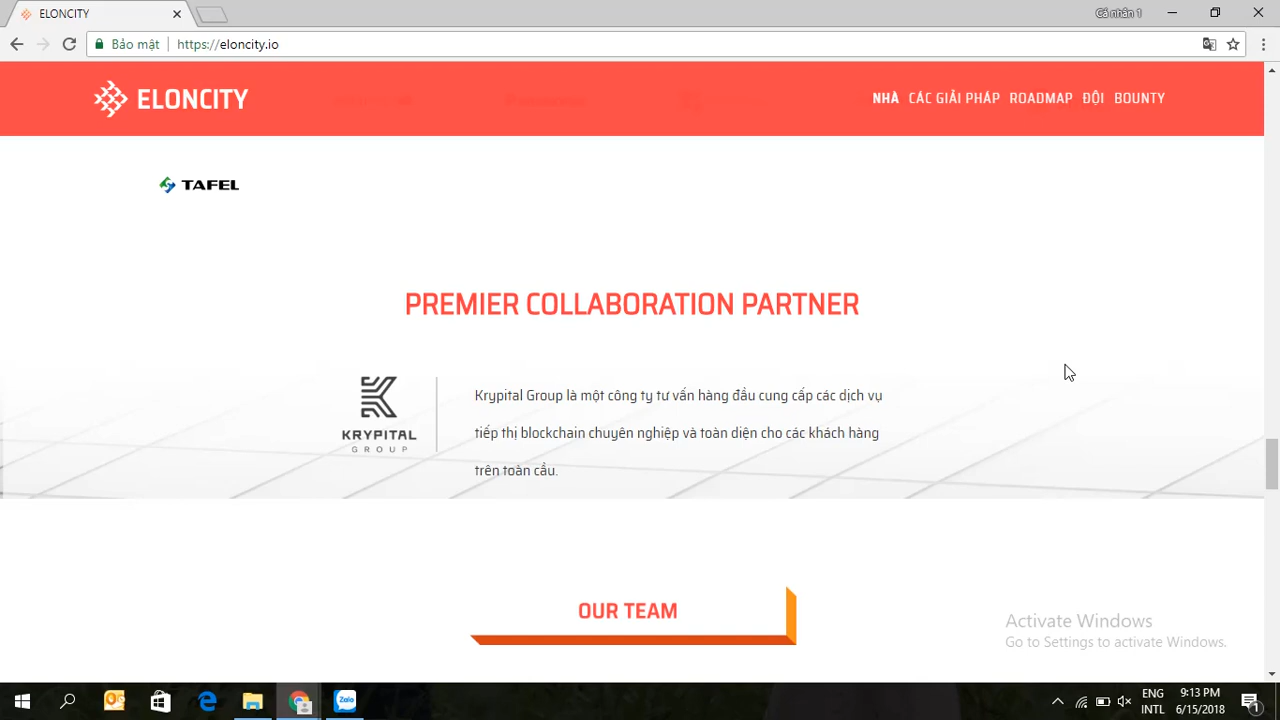 ELONCITY
Cá nhân 1
Bảo mật
https://eloncity.io
ELONCITY
NHÀ CÁC GIẢI PHÁP ROADMAP ĐỘI BOUNTY
TAFEL
PREMIER COLLABORATION PARTNER
KRYPITAL
GROUP
Krypital Group là một công ty tư vấn hàng đầu cung cấp các dịch vụ
tiếp thị blockchain chuyên nghiệp và toàn diện cho các khách hàng
trên toàn cầu.
OUR TEAM
Activate Windows
Go to Settings to activate Windows.
Zalo
ENG
INTL
9:13 PM
6/15/2018
1